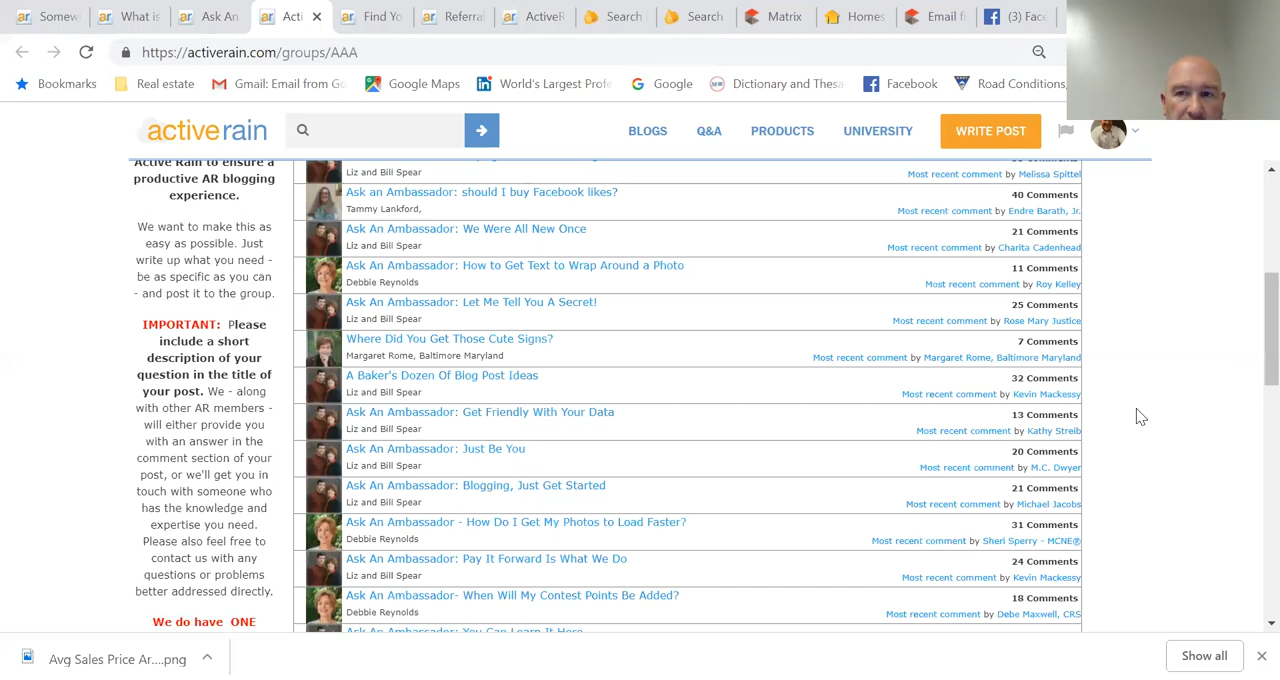 Somew
What is
Ask An
Acti
Find Yo
Referra
ActiveR
Search
Search
Matrix
Homes
Email f
(3) Fac
https://activerain.com/groups/AAA
Bookmarks
Real estate
Gmail: Email from Go
Google Maps
World's Largest Profe
Google
Dictionary and Thesa
Facebook
Road Conditions,
activerain
BLOGS
Q&A
PRODUCTS
UNIVERSITY
WRITE POST
Active Rain to ensure a
productive AR blogging
experience.
We want to make this as
easy as possible. Just
write up what you need -
be as specific as you can
- and post it to the group.
IMPORTANT: Please
include a short
description of your
question in the title of
your post. We - along
with other AR members -
will either provide you
with an answer in the
comment section of your
post, or we'll get you in
touch with someone who
has the knowledge and
expertise you need.
Please also feel free to
contact us with any
questions or problems
better addressed directly.
We do have ONE
Liz and Bill Spear
Most recent comment by Melissa Spittel
Ask an Ambassador: should I buy Facebook likes?
40 Comments
Tammy Lankford,
Most recent comment by Endre Barath, Jr.
Ask An Ambassador: We Were All New Once
21 Comments
Liz and Bill Spear
Most recent comment by Charita Cadenhead
Ask An Ambassador: How to Get Text to Wrap Around a Photo
11 Comments
Debbie Reynolds
Most recent comment by Roy Kelley
Ask An Ambassador: Let Me Tell You A Secret!
25 Comments
Liz and Bill Spear
Most recent comment by Rose Mary Justice
Where Did You Get Those Cute Signs?
7 Comments
Margaret Rome, Baltimore Maryland
Most recent comment by Margaret Rome, Baltimore Maryland
A Baker's Dozen Of Blog Post Ideas
32 Comments
Liz and Bill Spear
Most recent comment by Kevin Mackessy
Ask An Ambassador: Get Friendly With Your Data
13 Comments
Liz and Bill Spear
Most recent comment by Kathy Streib
Ask An Ambassador: Just Be You
20 Comments
Liz and Bill Spear
Most recent comment by M.C. Dwyer
Ask An Ambassador: Blogging, Just Get Started
21 Comments
Liz and Bill Spear
Most recent comment by Michael Jacobs
Ask An Ambassador - How Do I Get My Photos to Load Faster?
31 Comments
Debbie Reynolds
Most recent comment by Sheri Sperry - MCNE®
Ask An Ambassador: Pay It Forward Is What We Do
24 Comments
Liz and Bill Spear
Most recent comment by Kevin Mackessy
Ask An Ambassador- When Will My Contest Points Be Added?
18 Comments
Debbie Reynolds
Most recent comment by Debe Maxwell, CRS
Ask An Ambassador: You Can Learn It Here
Avg Sales Price Ar....png
Show all